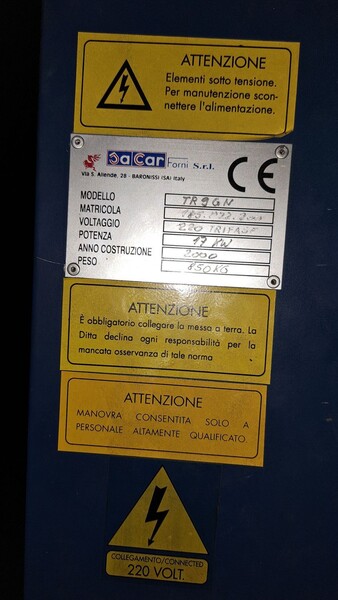 ATTENZIONE
Elementi sotto tensione.
Per manutenzione scon-
nettere l'alimentazione.
DaCar Forni S.r.l.
Via S. Allende, 28 - BARONISSI (SA) Italy
CE
MODELLO TR9GN
MATRICOLA
VOLTAGGIO 220 TRIFASE
POTENZA 17 KW
ANNO COSTRUZIONE 2000
PESO 850 KG
ATTENZIONE
È obbligatorio collegare la messa a terra. La
Ditta declina ogni responsabilità per la
mancata osservanza di tale norma
ATTENZIONE
MANOVRA CONSENTITA SOLO A
PERSONALE ALTAMENTE QUALIFICATO
COLLEGAMENTO/CONNECTED
220 VOLT.